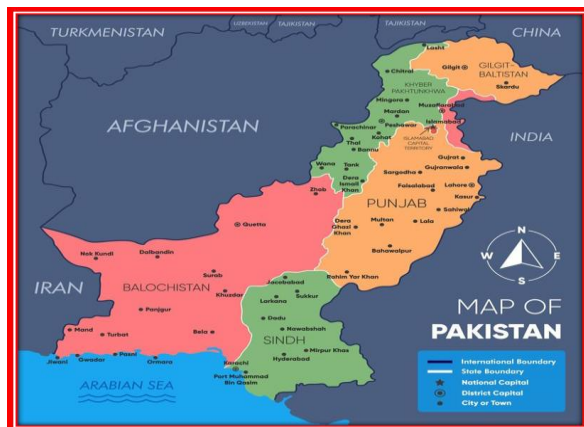 TURKMENISTAN
UZBEKISTAN
TAJIKISTAN
TAJIKISTAN
CHINA
Lasht
Chitral
Gilgit
GILGIT-
BALTISTAN
Skardu
KHYBER
PAKHTUNKHWA
Mingora
Mardan
Muzaffarabad
Peshawar
Islamabad
ISLAMABAD
CAPITAL
TERRITORY
AFGHANISTAN
INDIA
Parachinar
Kohat
Thal
Bannu
Wana
Tank
Dera
Ismail
Khan
Gujrat
Gujranwala
Sargodha
Faisalabad
Lahore
Kasur
Zhob
PUNJAB
Sahiwal
Quetta
Dera
Ghazi
Khan
Multan
Lala
Bahawalpur
Nok Kundi
Dalbandin
Rahim Yar Khan
IRAN
BALOCHISTAN
Surab
Khuzdar
Jacobabad
Larkana
Sukkur
Panjgur
Dadu
Nawabshah
Mand
Turbat
Bela
SINDH
Mirpur Khas
Hyderabad
Jiwani
Gwador
Pasni
Ormara
Karachi
Port Muhammad
Bin Qasim
ARABIAN SEA
N
W
E
S
MAP OF
PAKISTAN
International Boundary
State Boundary
National Capital
District Capital
City or Town